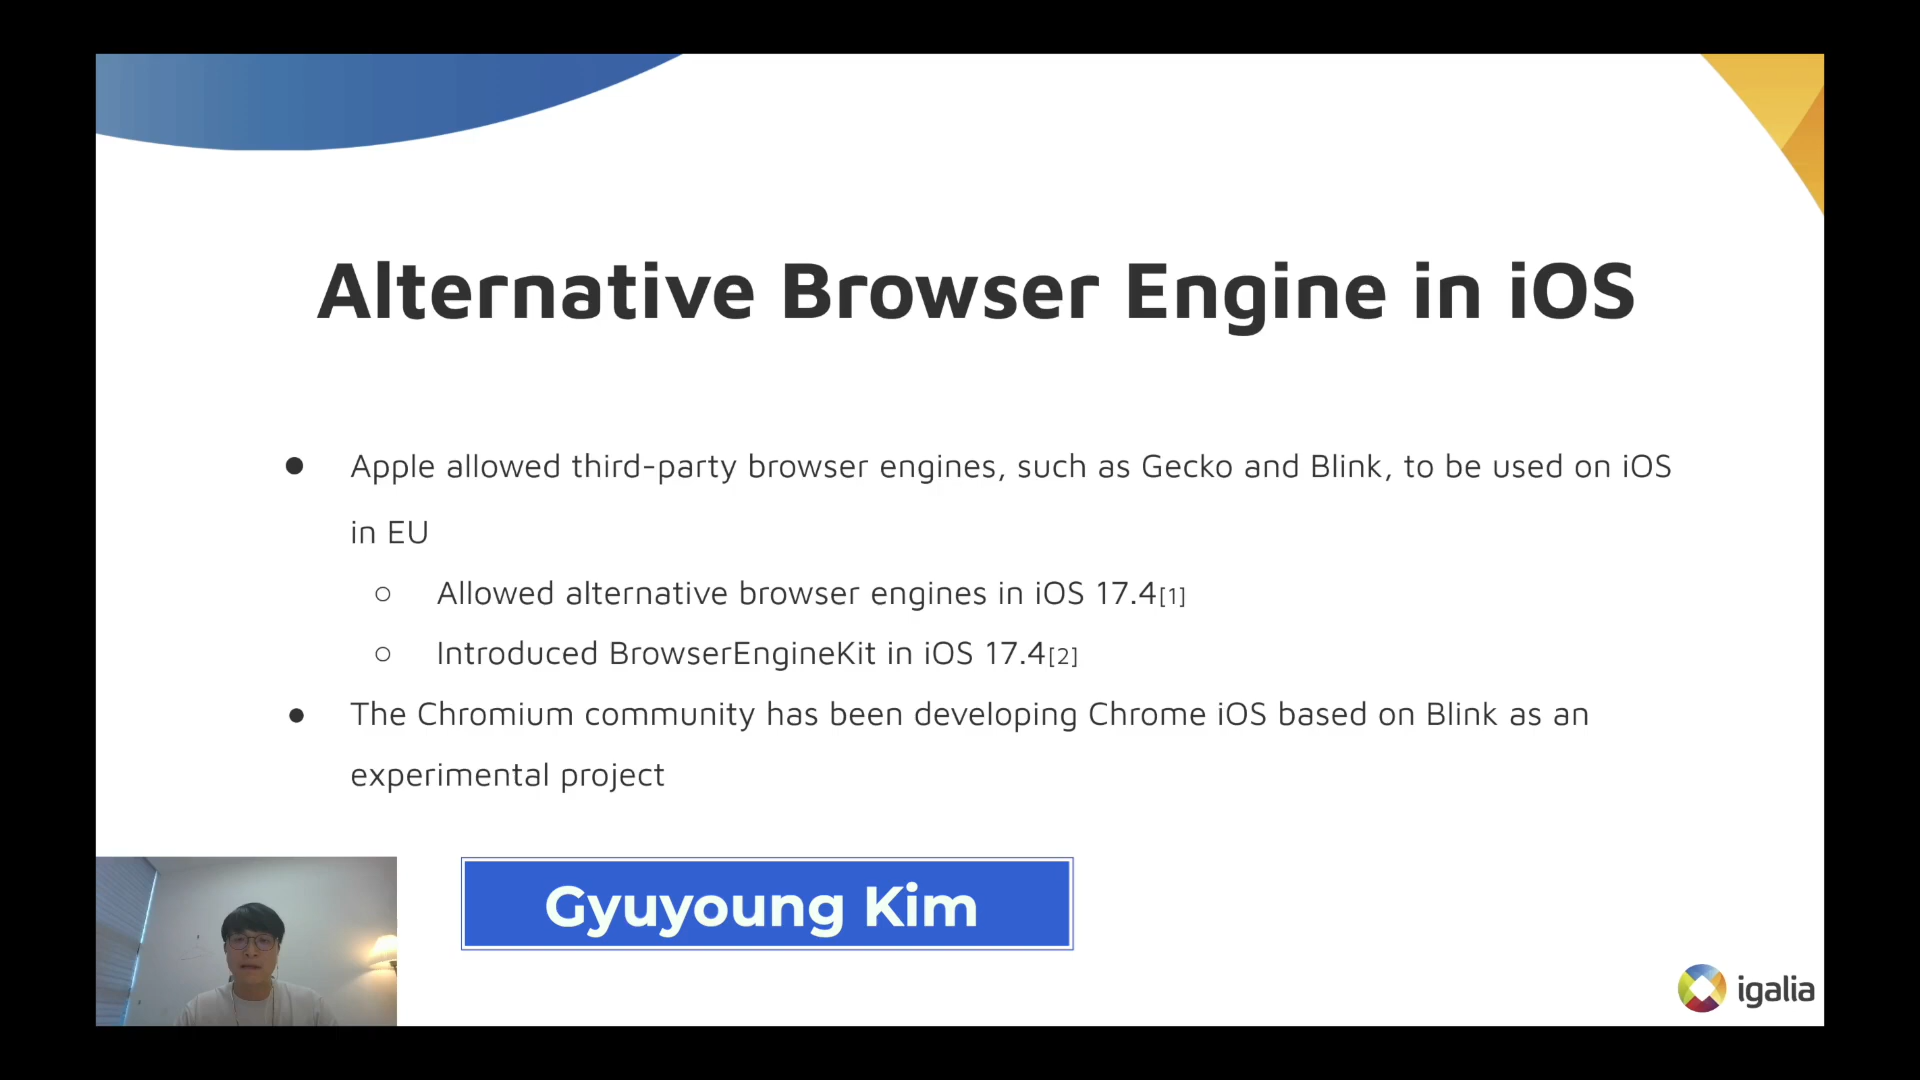 Alternative Browser Engine in iOS
● Apple allowed third-party browser engines, such as Gecko and Blink, to be used on iOS
in EU
○ Allowed alternative browser engines in iOS 17.4[1]
○ Introduced BrowserEngineKit in iOS 17.4[2]
● The Chromium community has been developing Chrome iOS based on Blink as an
experimental project
Gyuyoung Kim
igalia